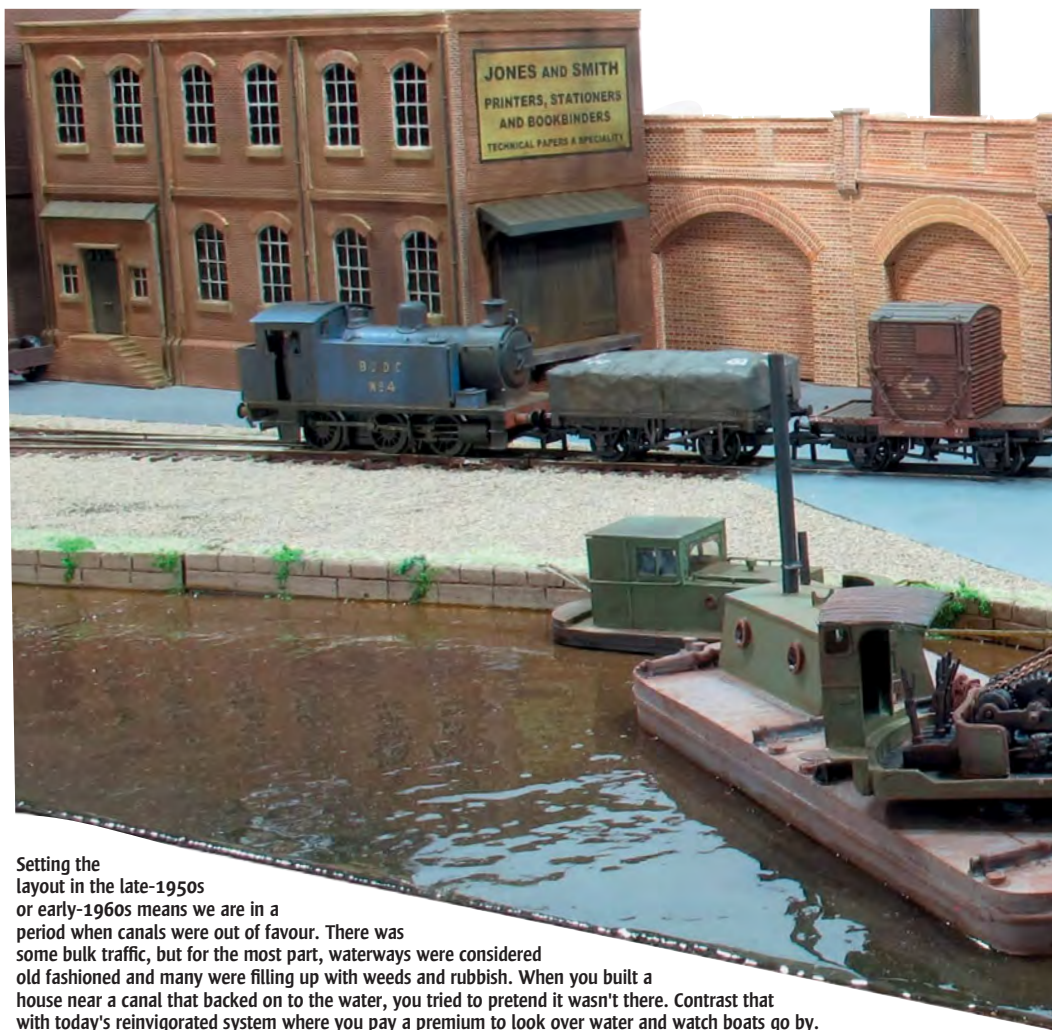 JONES AND SMITH
PRINTERS, STATIONERS
AND BOOKBINDERS
TECHNICAL PAPERS A SPECIALITY
B.U.D.C
Nº4
Setting the
layout in the late-1950s
or early-1960s means we are in a
period when canals were out of favour. There was
some bulk traffic, but for the most part, waterways were considered
old fashioned and many were filling up with weeds and rubbish. When you built a
house near a canal that backed on to the water, you tried to pretend it wasn't there. Contrast that
with today's reinvigorated system where you pay a premium to look over water and watch boats go by.